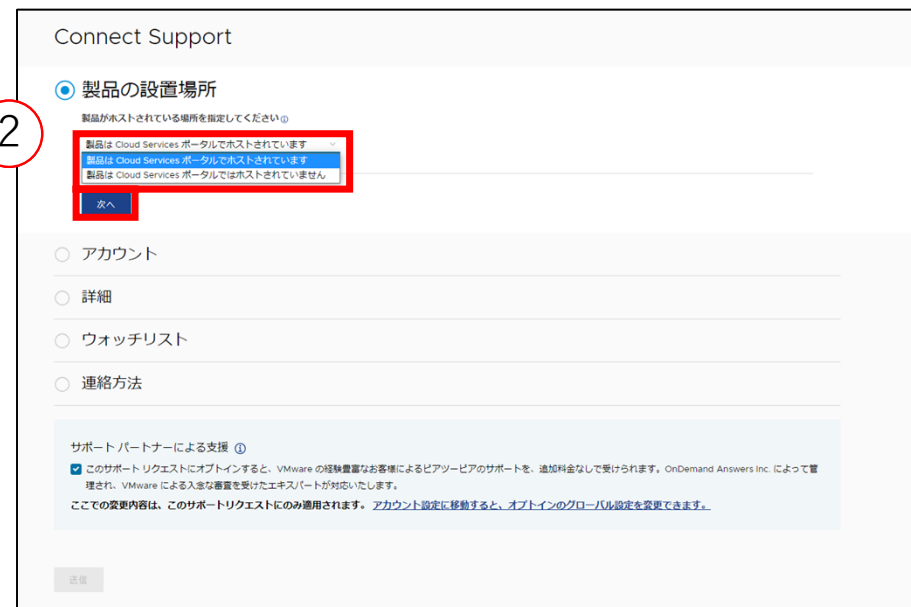 Connect Support
製品の設置場所
製品がホストされている場所を指定してください
2
製品は Cloud Services ポータルでホストされています
製品は Cloud Services ポータルでホストされています
製品は Cloud Services ポータルではホストされていません
次へ
アカウント
詳細
ウォッチリスト
連絡方法
サポート パートナーによる支援
このサポート リクエストにオプトインすると、VMware の経験豊富なお客様によるピアツーピアのサポートを、追加料金なしで受けられます。OnDemand Answers Inc. によって管
理され、VMware による入念な審査を受けたエキスパートが対応いたします。
ここでの変更内容は、このサポートリクエストにのみ適用されます。 アカウント設定に移動すると、オプトインのグローバル設定を変更できます。
送信